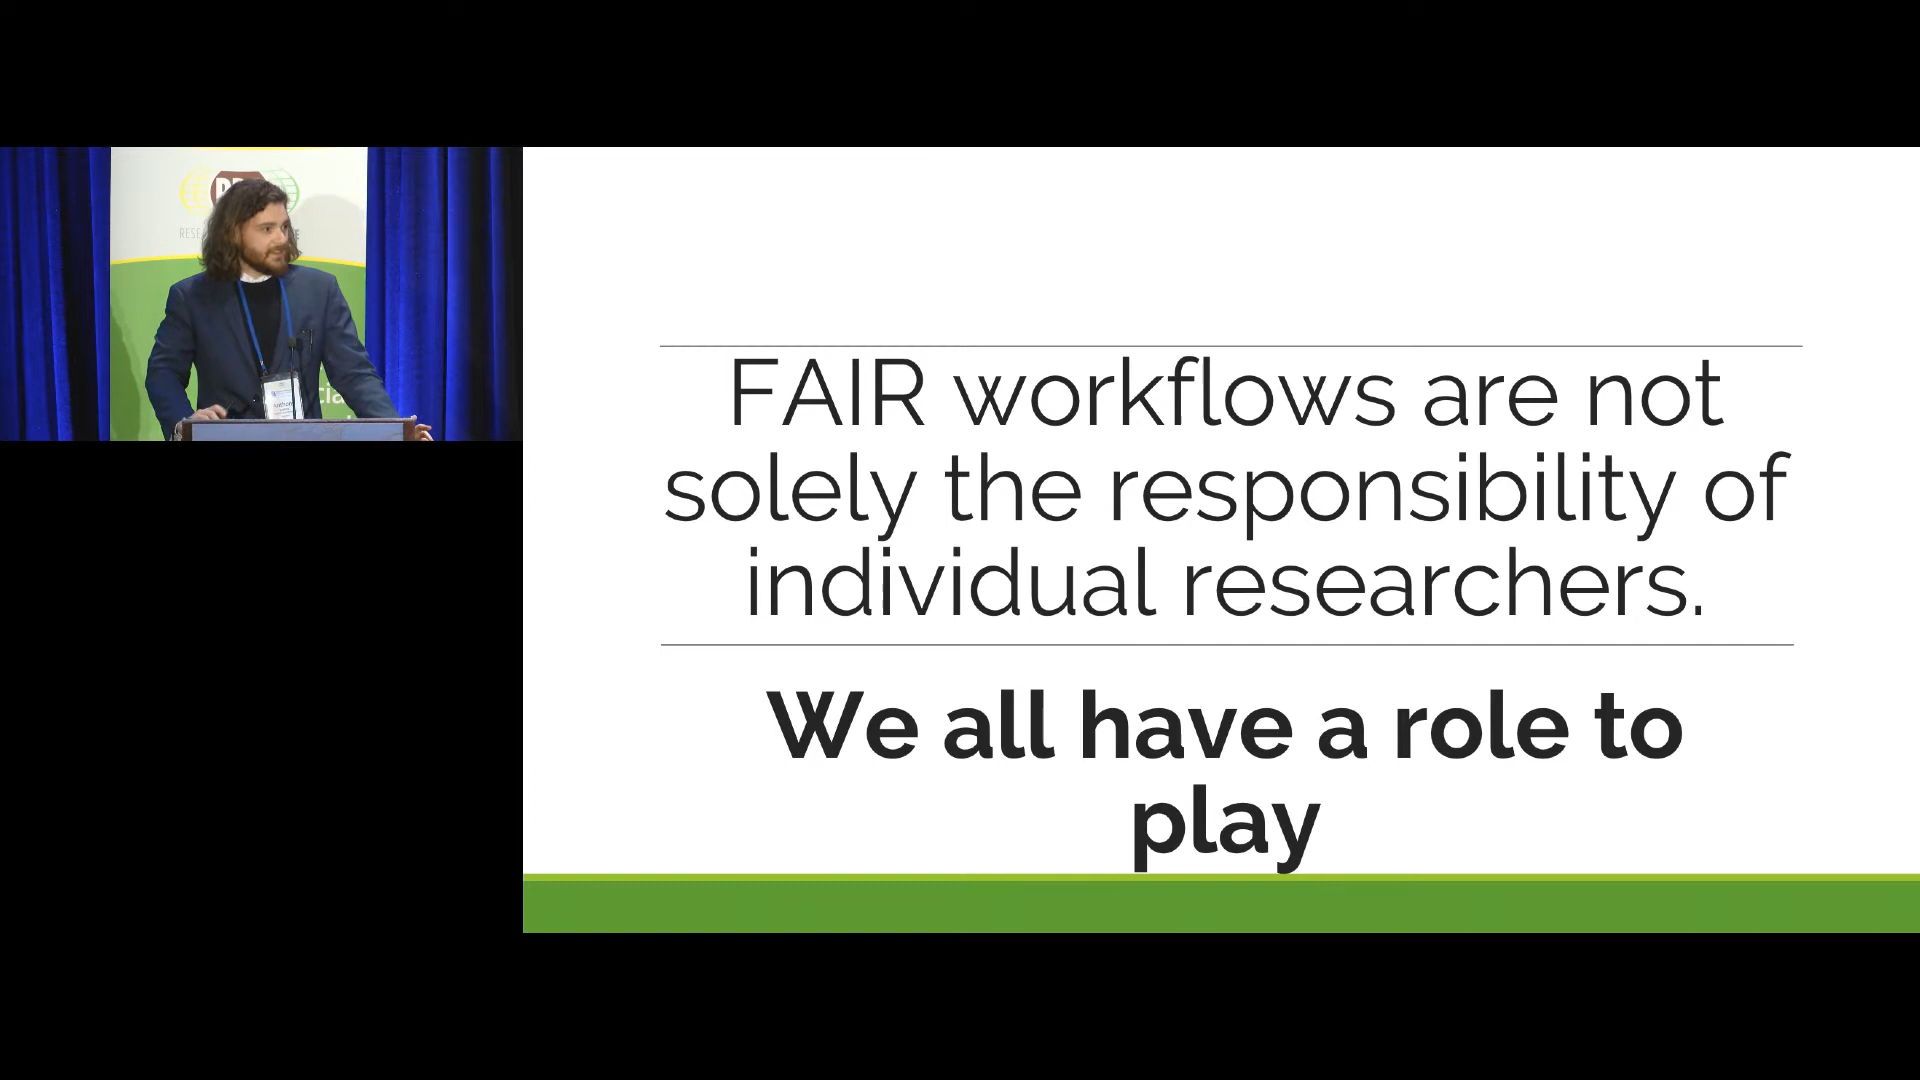 FAIR workflows are not
solely the responsibility of
individual researchers.
We all have a role to
play